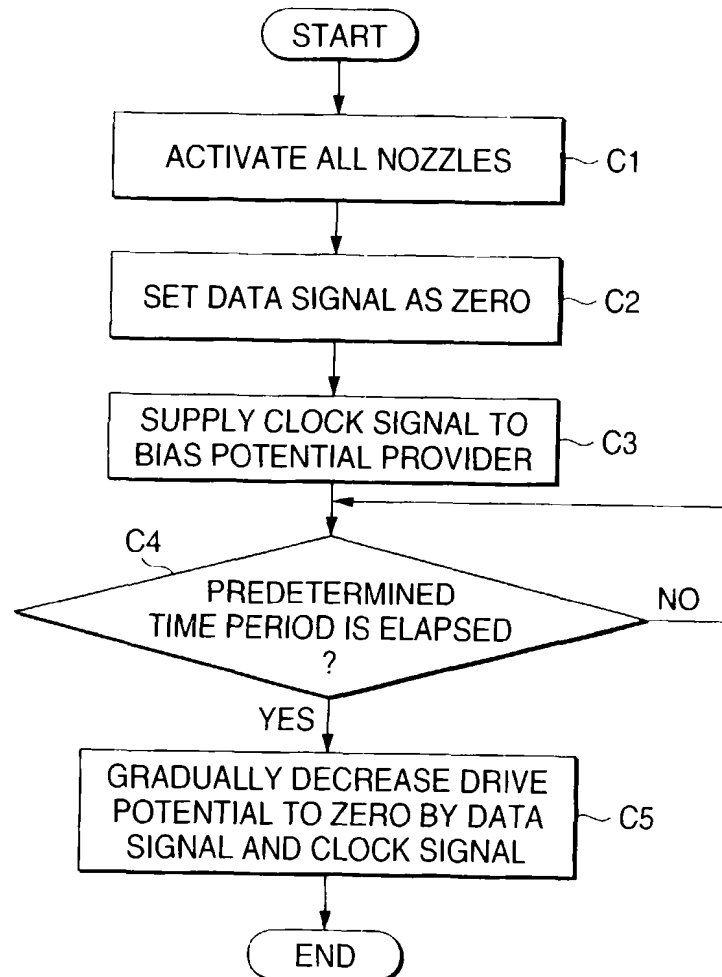 START
ACTIVATE ALL NOZZLES
C1
SET DATA SIGNAL AS ZERO
C2
SUPPLY CLOCK SIGNAL TO
BIAS POTENTIAL PROVIDER
C3
C4
PREDETERMINED
TIME PERIOD IS ELAPSED
?
NO
YES
GRADUALLY DECREASE DRIVE
POTENTIAL TO ZERO BY DATA
SIGNAL AND CLOCK SIGNAL
C5
END